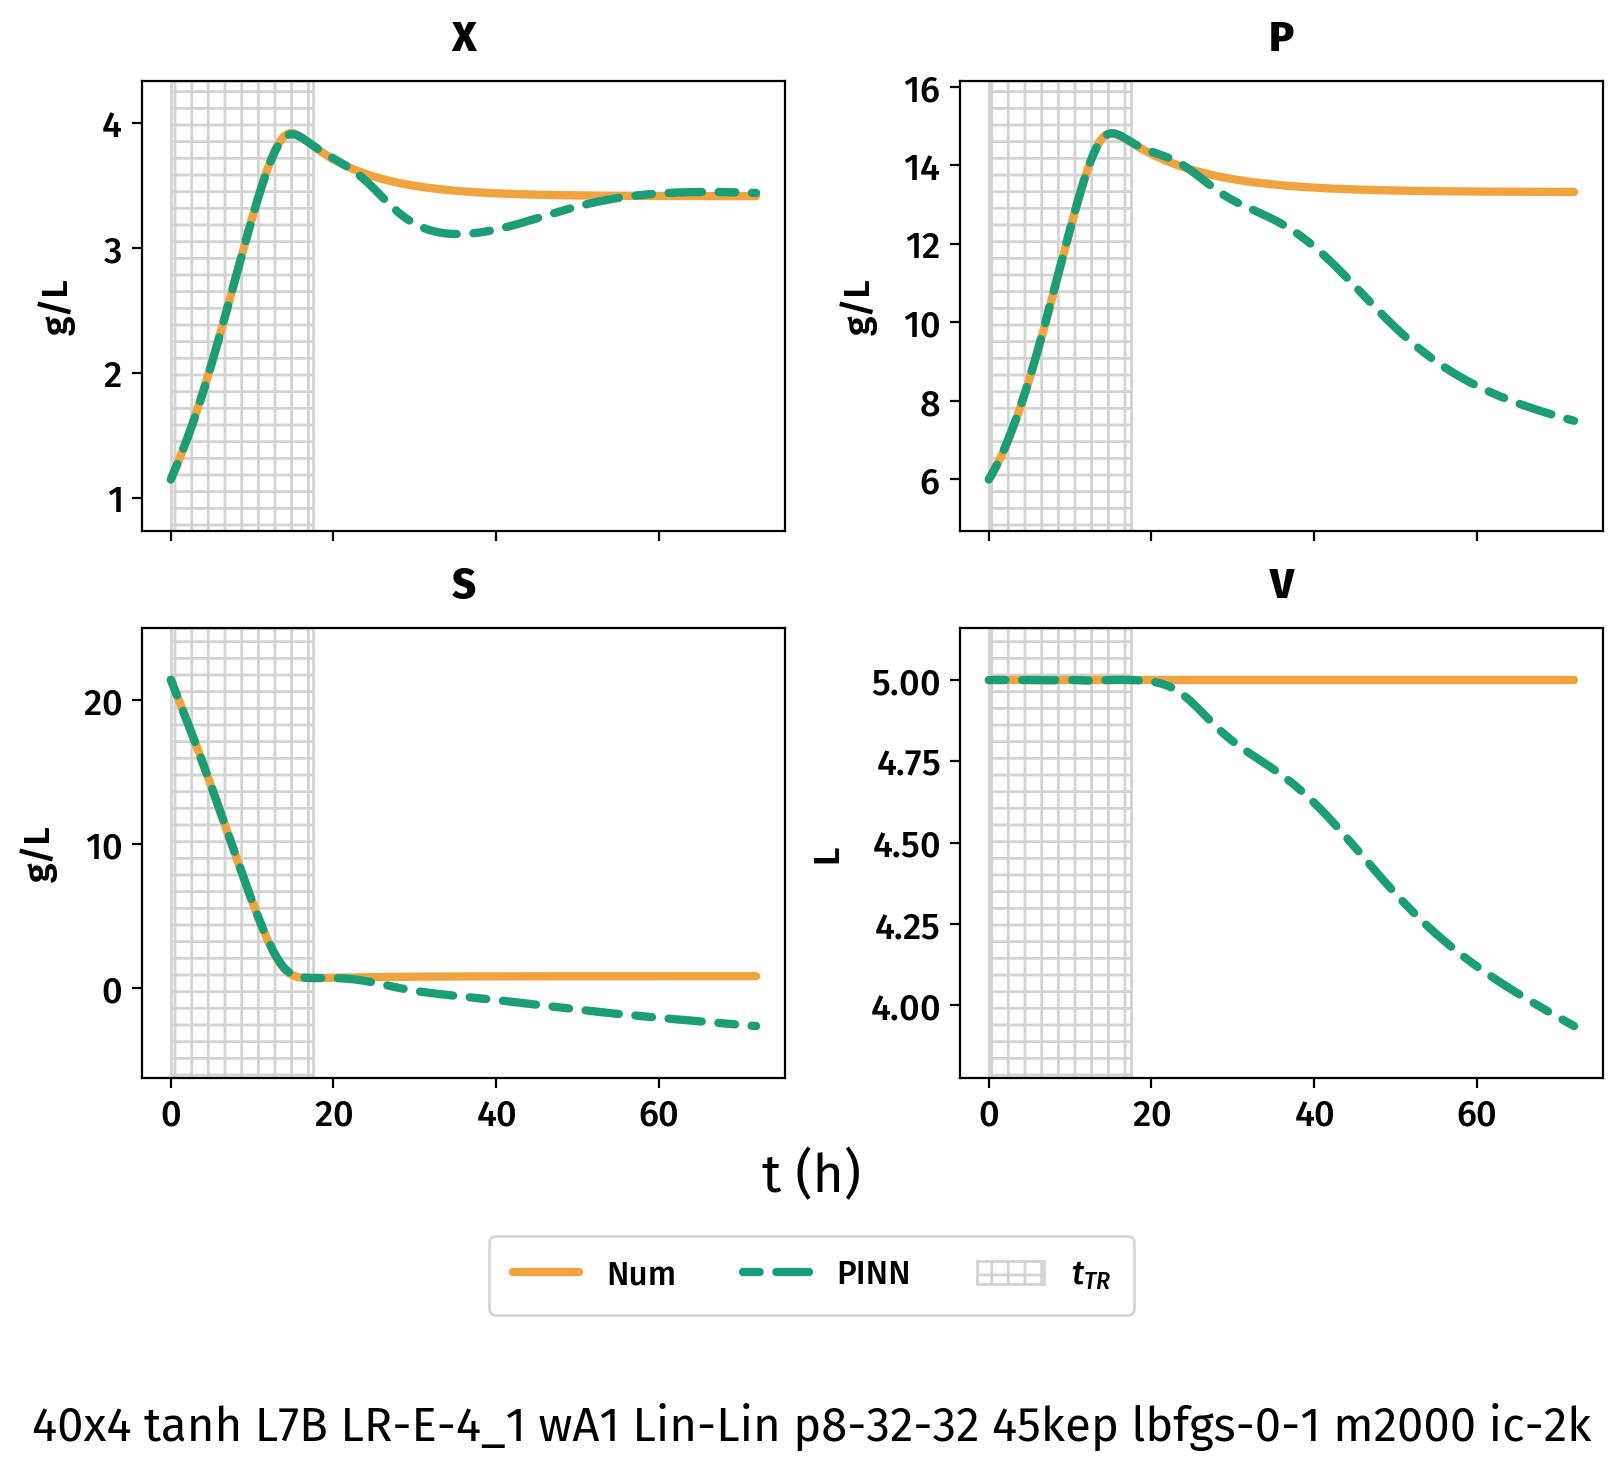 X
4
3
2
1
g/L
P
16
14
12
10
8
6
g/L
S
20
10
0
g/L
0 20 40 60
V
5.00
4.75
4.50
4.25
4.00
L
0 20 40 60
t (h)
Num PINN t_TR
40x4 tanh L7B LR-E-4_1 wA1 Lin-Lin p8-32-32 45kep lbfgs-0-1 m2000 ic-2k